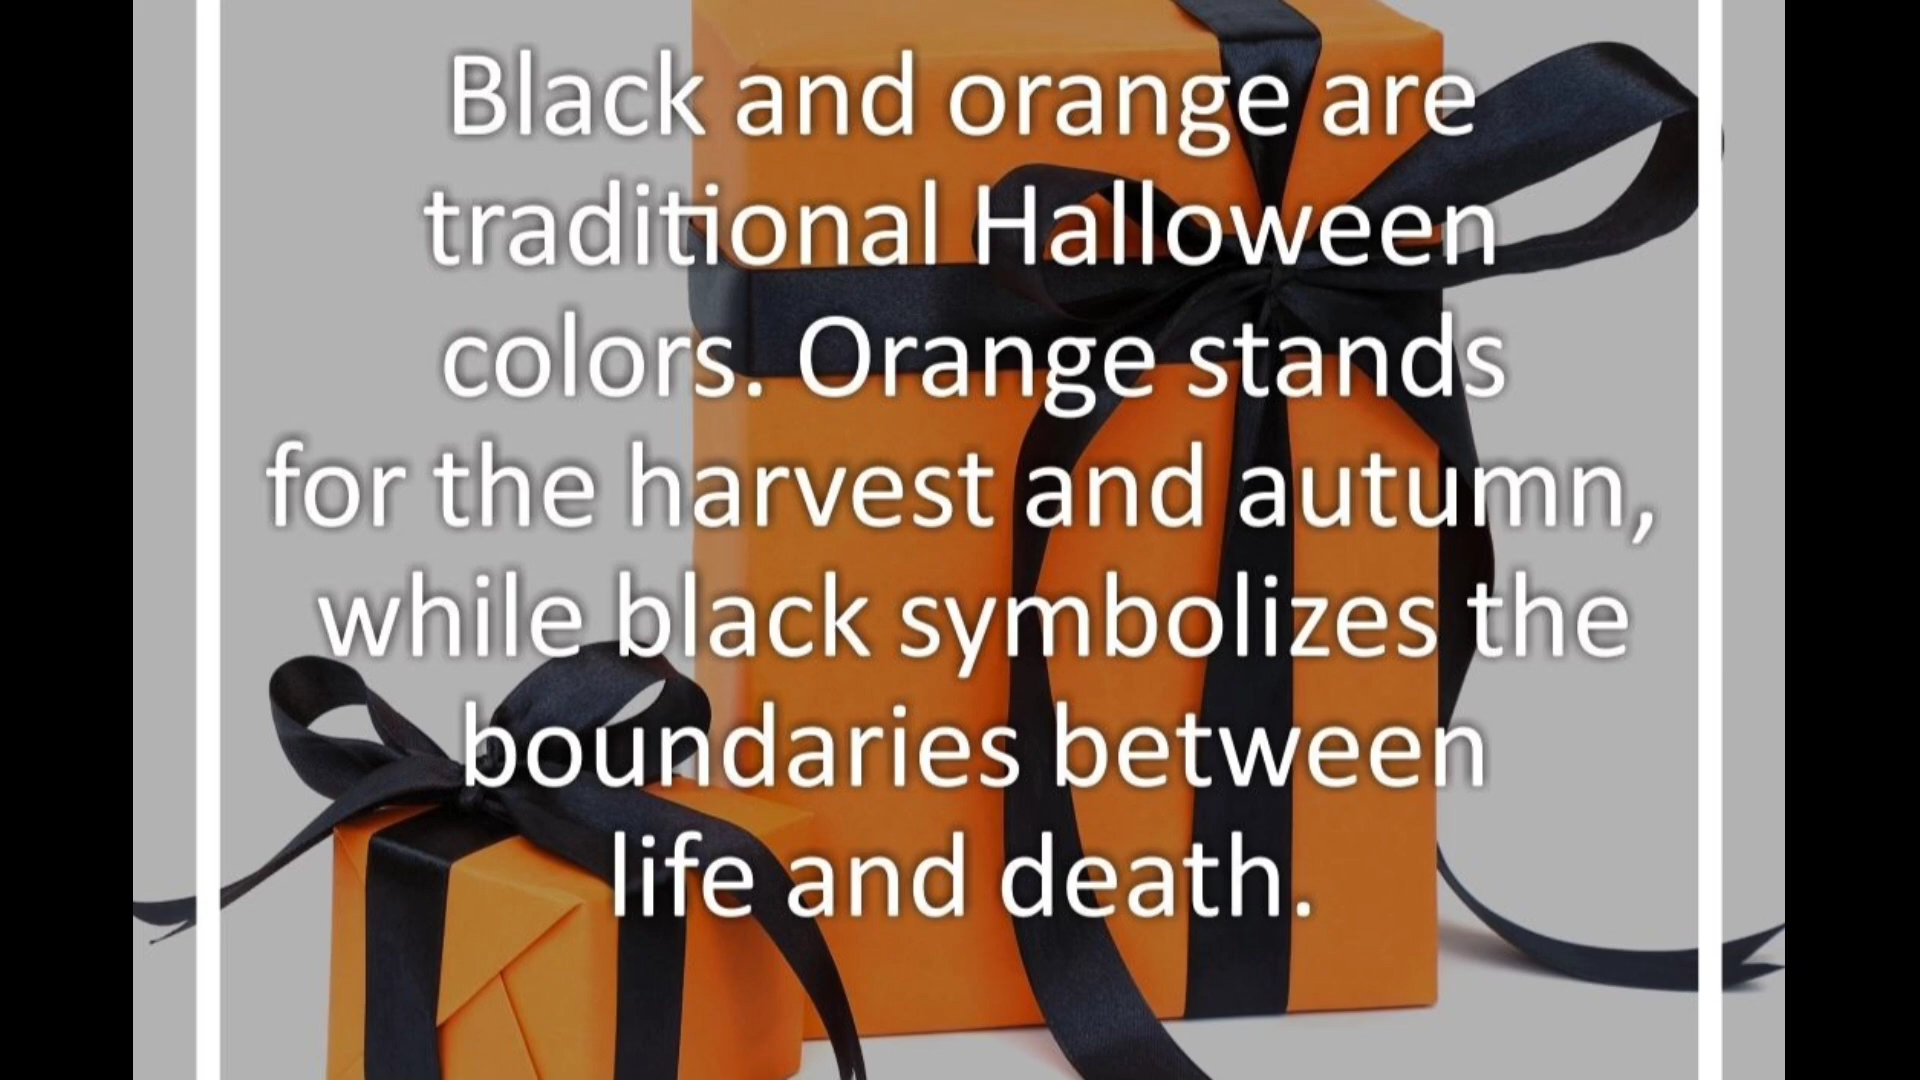 Black and orange are
traditional Halloween
colors. Orange stands
for the harvest and autumn,
while black symbolizes the
boundaries between
life and death.